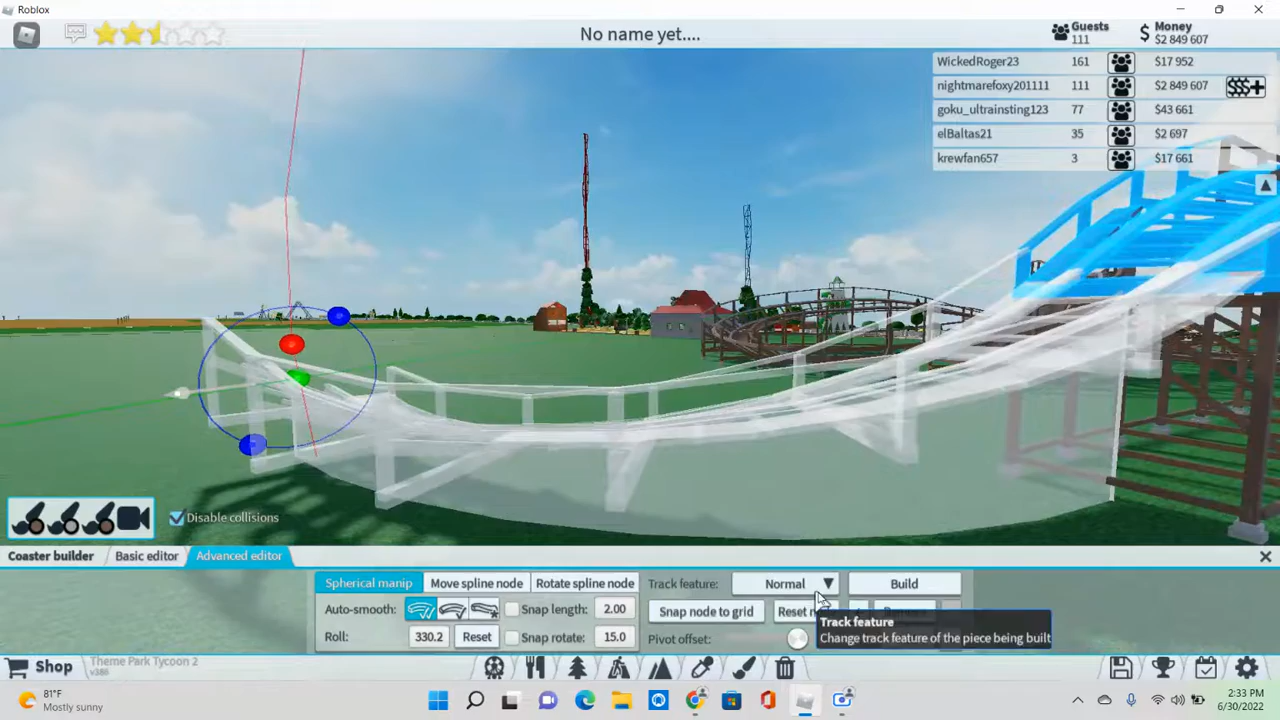 Roblox
No name yet....
Guests
111
Money
$2 849 607
WickedRoger23 161 $17 952
nightmarefoxy201111 111 $2 849 607 $$$+
goku_ultrainsting123 77 $43 661
elBaltas21 35 $2 697
krewfan657 3 $17 661
Disable collisions
Coaster builder Basic editor Advanced editor
Spherical manip Move spline node Rotate spline node Track feature: Normal Build
Auto-smooth: Snap length: 2.00 Snap node to grid
Roll: 330.2 Reset Snap rotate: 15.0 Pivot offset:
Track feature
Change track feature of the piece being built
Shop Theme Park Tycoon 2
v386
81°F
Mostly sunny
2:33 PM
6/30/2022